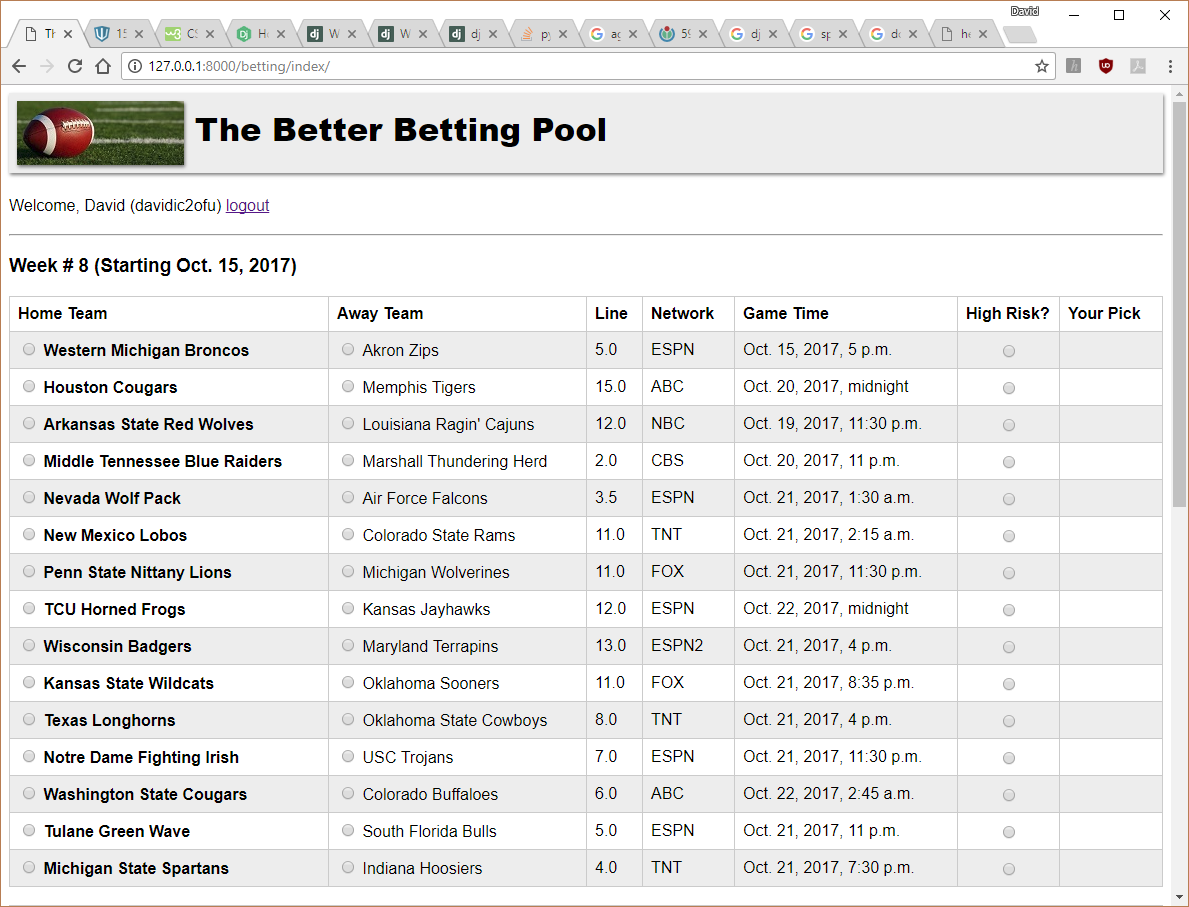 David
Th
15
CS
Ho
W
W
dj
py
ag
59
dj
sp
do
he
127.0.0.1:8000/betting/index/
The Better Betting Pool
Welcome, David (davidic2ofu) logout
Week # 8 (Starting Oct. 15, 2017)
Home Team Away Team Line Network Game Time High Risk? Your Pick
Western Michigan Broncos Akron Zips 5.0 ESPN Oct. 15, 2017, 5 p.m.
Houston Cougars Memphis Tigers 15.0 ABC Oct. 20, 2017, midnight
Arkansas State Red Wolves Louisiana Ragin' Cajuns 12.0 NBC Oct. 19, 2017, 11:30 p.m.
Middle Tennessee Blue Raiders Marshall Thundering Herd 2.0 CBS Oct. 20, 2017, 11 p.m.
Nevada Wolf Pack Air Force Falcons 3.5 ESPN Oct. 21, 2017, 1:30 a.m.
New Mexico Lobos Colorado State Rams 11.0 TNT Oct. 21, 2017, 2:15 a.m.
Penn State Nittany Lions Michigan Wolverines 11.0 FOX Oct. 21, 2017, 11:30 p.m.
TCU Horned Frogs Kansas Jayhawks 12.0 ESPN Oct. 22, 2017, midnight
Wisconsin Badgers Maryland Terrapins 13.0 ESPN2 Oct. 21, 2017, 4 p.m.
Kansas State Wildcats Oklahoma Sooners 11.0 FOX Oct. 21, 2017, 8:35 p.m.
Texas Longhorns Oklahoma State Cowboys 8.0 TNT Oct. 21, 2017, 4 p.m.
Notre Dame Fighting Irish USC Trojans 7.0 ESPN Oct. 21, 2017, 11:30 p.m.
Washington State Cougars Colorado Buffaloes 6.0 ABC Oct. 22, 2017, 2:45 a.m.
Tulane Green Wave South Florida Bulls 5.0 ESPN Oct. 21, 2017, 11 p.m.
Michigan State Spartans Indiana Hoosiers 4.0 TNT Oct. 21, 2017, 7:30 p.m.